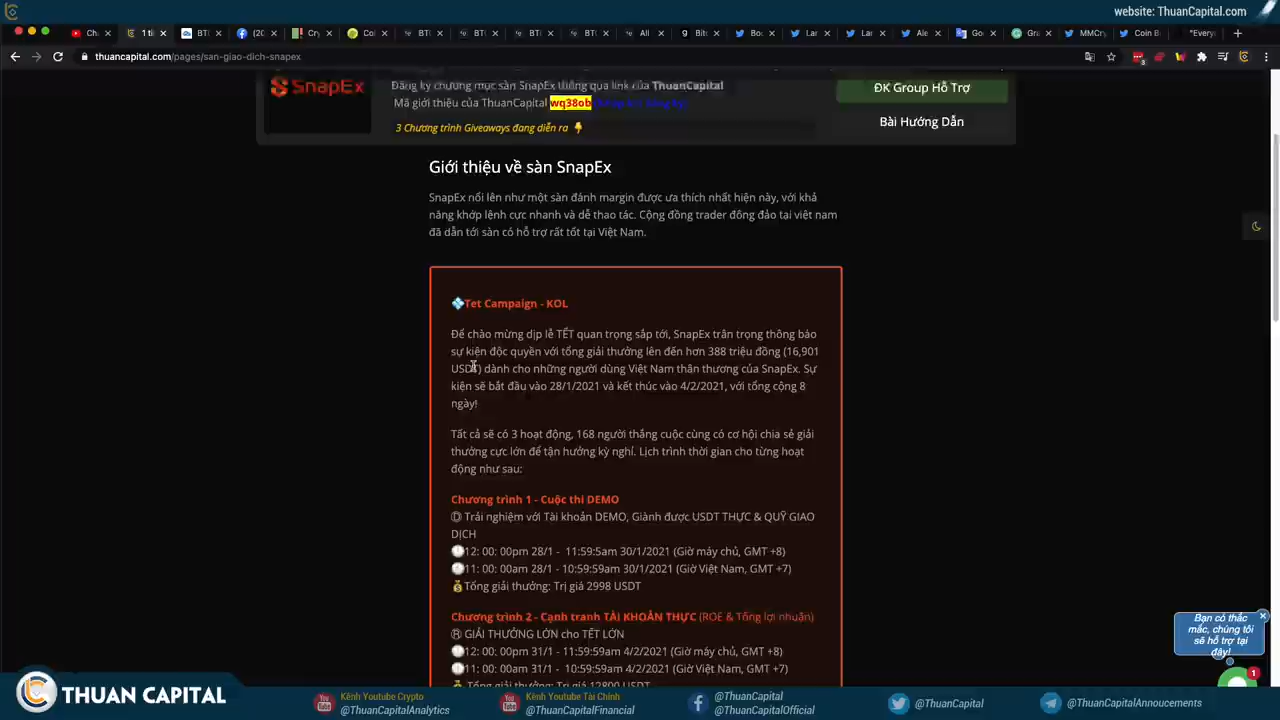 website: ThuanCapital.com
thuancapital.com/pages/san-giao-dich-snapex
SnapEx
Đăng ký chương mục sàn SnapEx thông qua link của ThuanCapital
Mã giới thiệu của ThuanCapital wq38ob
3 Chương trình Giveaways đang diễn ra 👇
ĐK Group Hỗ Trợ
Bài Hướng Dẫn
Giới thiệu về sàn SnapEx
SnapEx nổi lên như một sàn đánh margin được ưa thích nhất hiện này, với khả
năng khớp lệnh cực nhanh và dễ thao tác. Cộng đồng trader đông đảo tại việt nam
đã dẫn tới sàn có hỗ trợ rất tốt tại Việt Nam.
💠Tet Campaign - KOL
Để chào mừng dịp lễ TẾT quan trọng sắp tới, SnapEx trân trọng thông báo
sự kiện độc quyền với tổng giải thưởng lên đến hơn 388 triệu đồng (16,901
USDT) dành cho những người dùng Việt Nam thân thương của SnapEx. Sự
kiện sẽ bắt đầu vào 28/1/2021 và kết thúc vào 4/2/2021, với tổng cộng 8
ngày!
Tất cả sẽ có 3 hoạt động, 168 người thắng cuộc cùng có cơ hội chia sẻ giải
thưởng cực lớn để tận hưởng kỳ nghỉ. Lịch trình thời gian cho từng hoạt
động như sau:
Chương trình 1 - Cuộc thi DEMO
Ⓓ Trải nghiệm với Tài khoản DEMO, Giành được USDT THỰC & QUỸ GIAO
DỊCH
🕛12: 00: 00pm 28/1 - 11:59:5am 30/1/2021 (Giờ máy chủ, GMT +8)
🕚11: 00: 00am 28/1 - 10:59:59am 30/1/2021 (Giờ Việt Nam, GMT +7)
💰Tổng giải thưởng: Trị giá 2998 USDT
Chương trình 2 - Cạnh tranh TÀI KHOẢN THỰC (ROE & Tổng lợi nhuận)
Ⓡ GIẢI THƯỞNG LỚN cho TẾT LỚN
🕛12: 00: 00pm 31/1 - 11:59:59am 4/2/2021 (Giờ máy chủ, GMT +8)
🕚11: 00: 00am 31/1 - 10:59:59am 4/2/2021 (Giờ Việt Nam, GMT +7)
💰 Tổng giải thưởng: Trị giá 12800 USDT
Bạn có thắc
mắc, chúng tôi
sẽ hỗ trợ tại
đây!
1
THUAN CAPITAL
Kênh Youtube Crypto
@ThuanCapitalAnalytics
Kênh Youtube Tài Chính
@ThuanCapitalFinancial
@ThuanCapital
@ThuanCapitalOfficial
@ThuanCapital
@ThuanCapitalAnnoucements